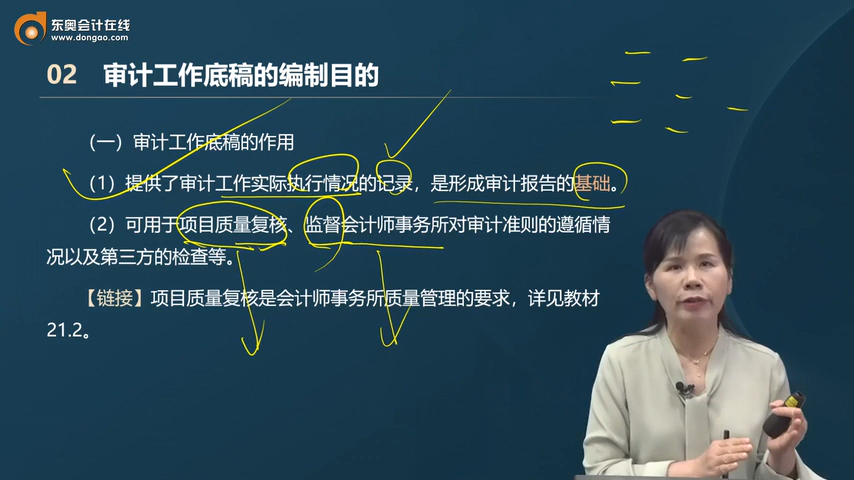 东奥会计在线
www.dongao.com
02 审计工作底稿的编制目的
（一）审计工作底稿的作用
（1）提供了审计工作实际执行情况的记录，是形成审计报告的基础。
（2）可用于项目质量复核、监督会计师事务所对审计准则的遵循情
况以及第三方的检查等。
【链接】项目质量复核是会计师事务所质量管理的要求，详见教材
21.2。